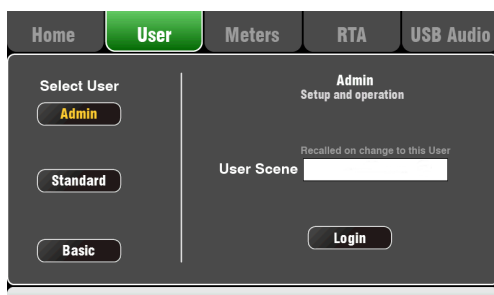 Home User Meters RTA USB Audio
Select User
Admin
Standard
Basic
Admin
Setup and operation
Recalled on change to this User
User Scene
Login